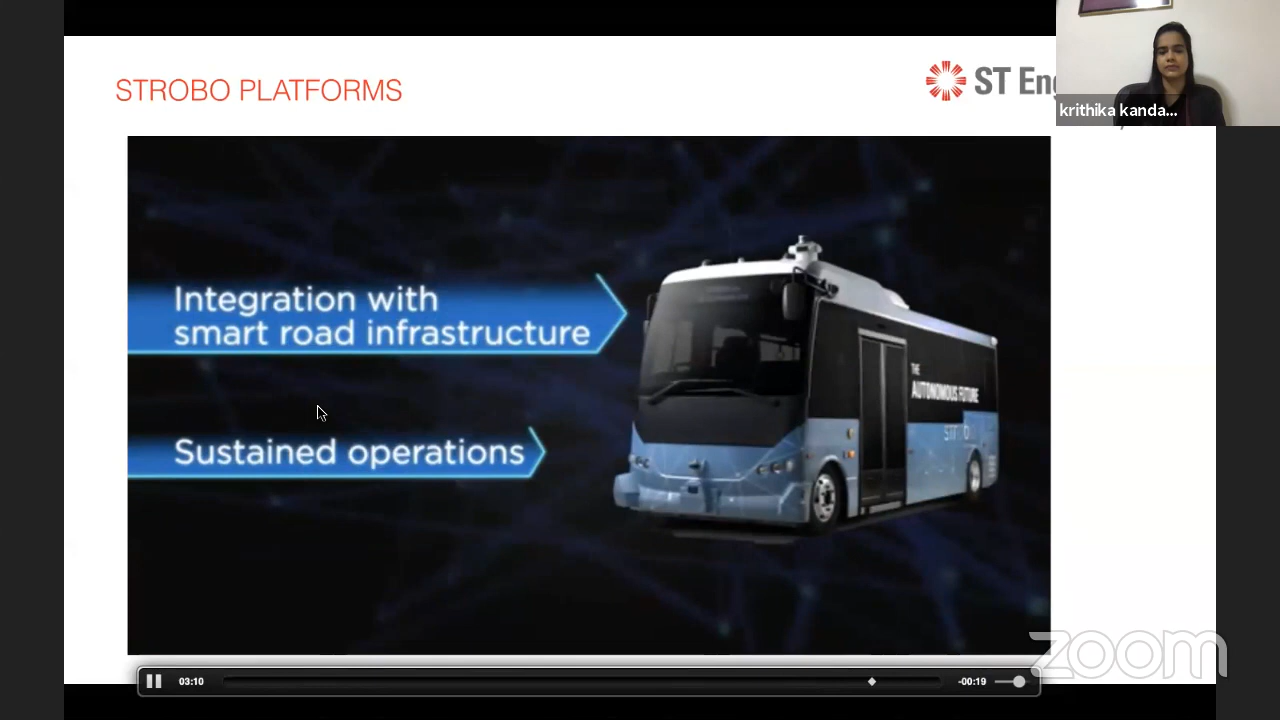 STROBO PLATFORMS
ST Eng
krithika kanda...
Integration with
smart road infrastructure
THE
AUTONOMOUS FUTURE
Sustained operations
zoom
03:10
-00:19